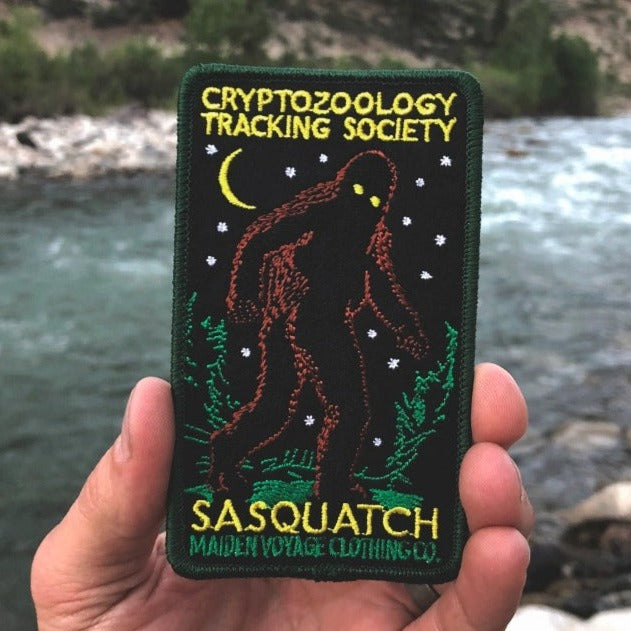 CRYPTOZOOLOGY
TRACKING SOCIETY
SASQUATCH
MAIDEN VOYAGE CLOTHING CO.